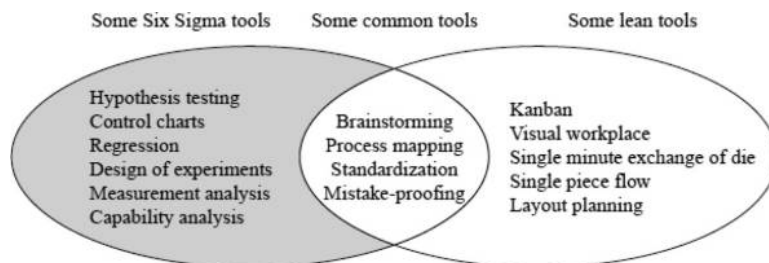 Some Six Sigma tools
Some common tools
Some lean tools
Hypothesis testing
Control charts
Regression
Design of experiments
Measurement analysis
Capability analysis
Brainstorming
Process mapping
Standardization
Mistake-proofing
Kanban
Visual workplace
Single minute exchange of die
Single piece flow
Layout planning